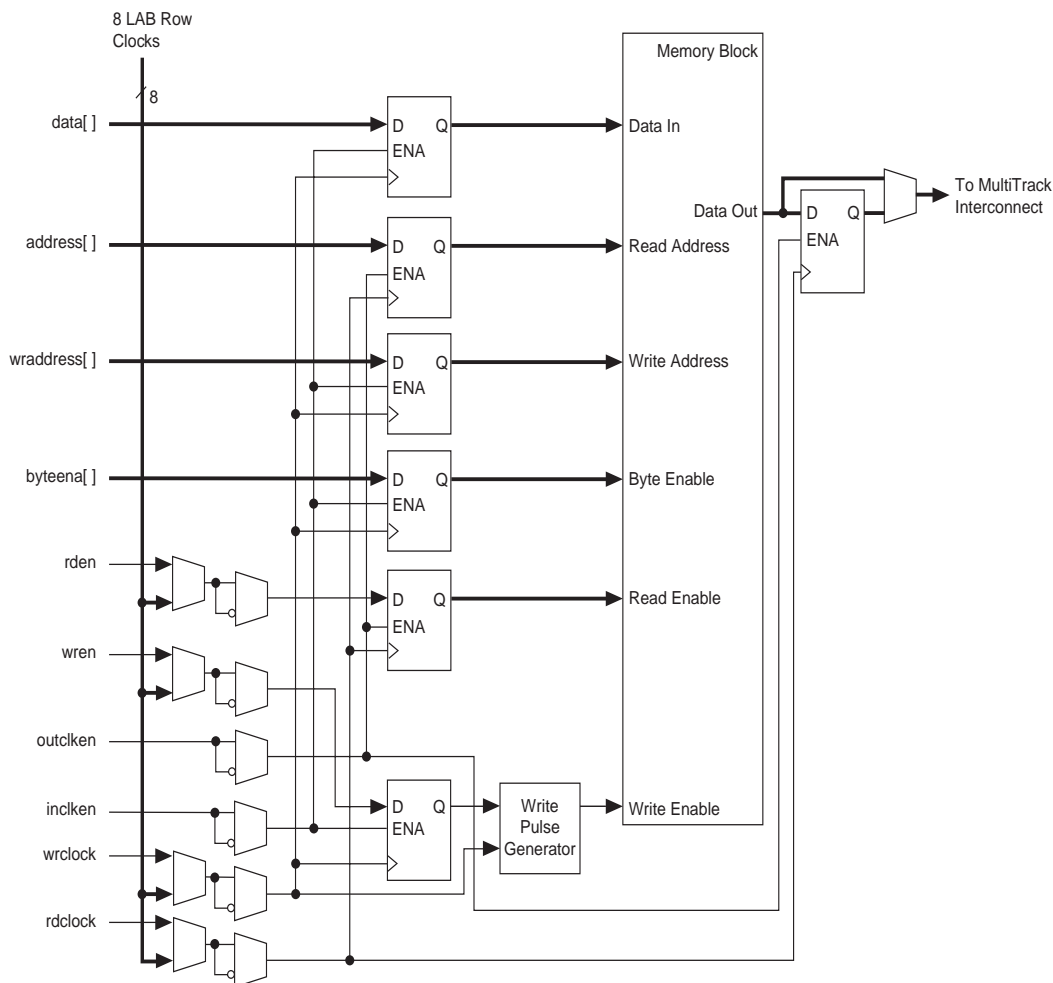 8 LAB Row
Clocks
8
data[ ]
D Q
ENA
Memory Block
Data In
Data Out
D Q
ENA
To MultiTrack
Interconnect
address[ ]
D Q
ENA
Read Address
wraddress[ ]
D Q
ENA
Write Address
byteena[ ]
D Q
ENA
Byte Enable
rden
D Q
ENA
Read Enable
wren
outclken
inclken
D Q
ENA
Write
Pulse
Generator
Write Enable
wrclock
rdclock